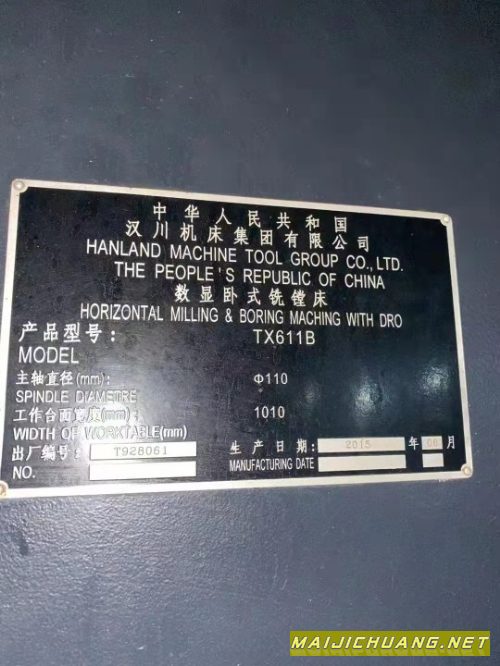 中华人民共和国
汉川机床集团有限公司
HANLAND MACHINE TOOL GROUP CO.,LTD.
THE PEOPLE'S REPUBLIC OF CHINA
数显卧式铣镗床
HORIZONTAL MILLING & BORING MACHING WITH DRO
产品型号: TX611B
MODEL
主轴直径(mm): Φ110
SPINDLE DIAMETRE
工作台面宽度(mm): 1010
WIDTH OF WORKTABLE(mm)
出厂编号: T928061 生产日期: 2015 年 06 月
NO. MANUFACTURING DATE
MAIJICHUANG.NET